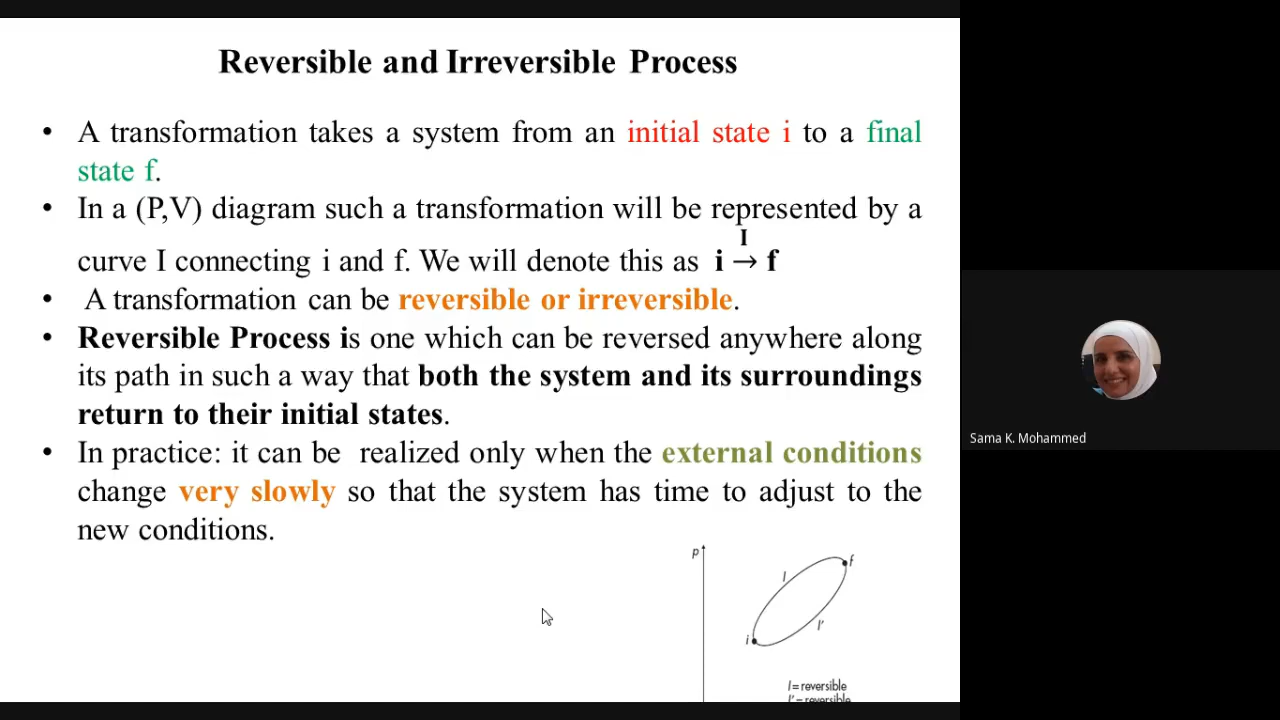 Reversible and Irreversible Process
• A transformation takes a system from an initial state i to a final
state f.
• In a (P,V) diagram such a transformation will be represented by a
curve I connecting i and f. We will denote this as i I→ f
• A transformation can be reversible or irreversible.
• Reversible Process is one which can be reversed anywhere along
its path in such a way that both the system and its surroundings
return to their initial states.
• In practice: it can be realized only when the external conditions
change very slowly so that the system has time to adjust to the
new conditions.
P
f
I
I'
i
I=reversible
I'=reversible
Sama K. Mohammed